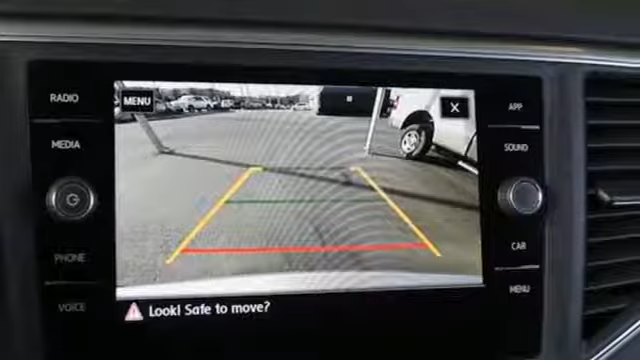 RADIO
MENU
X
APP
MEDIA
SOUND
PHONE
CAR
VOICE
MENU
Look! Safe to move?